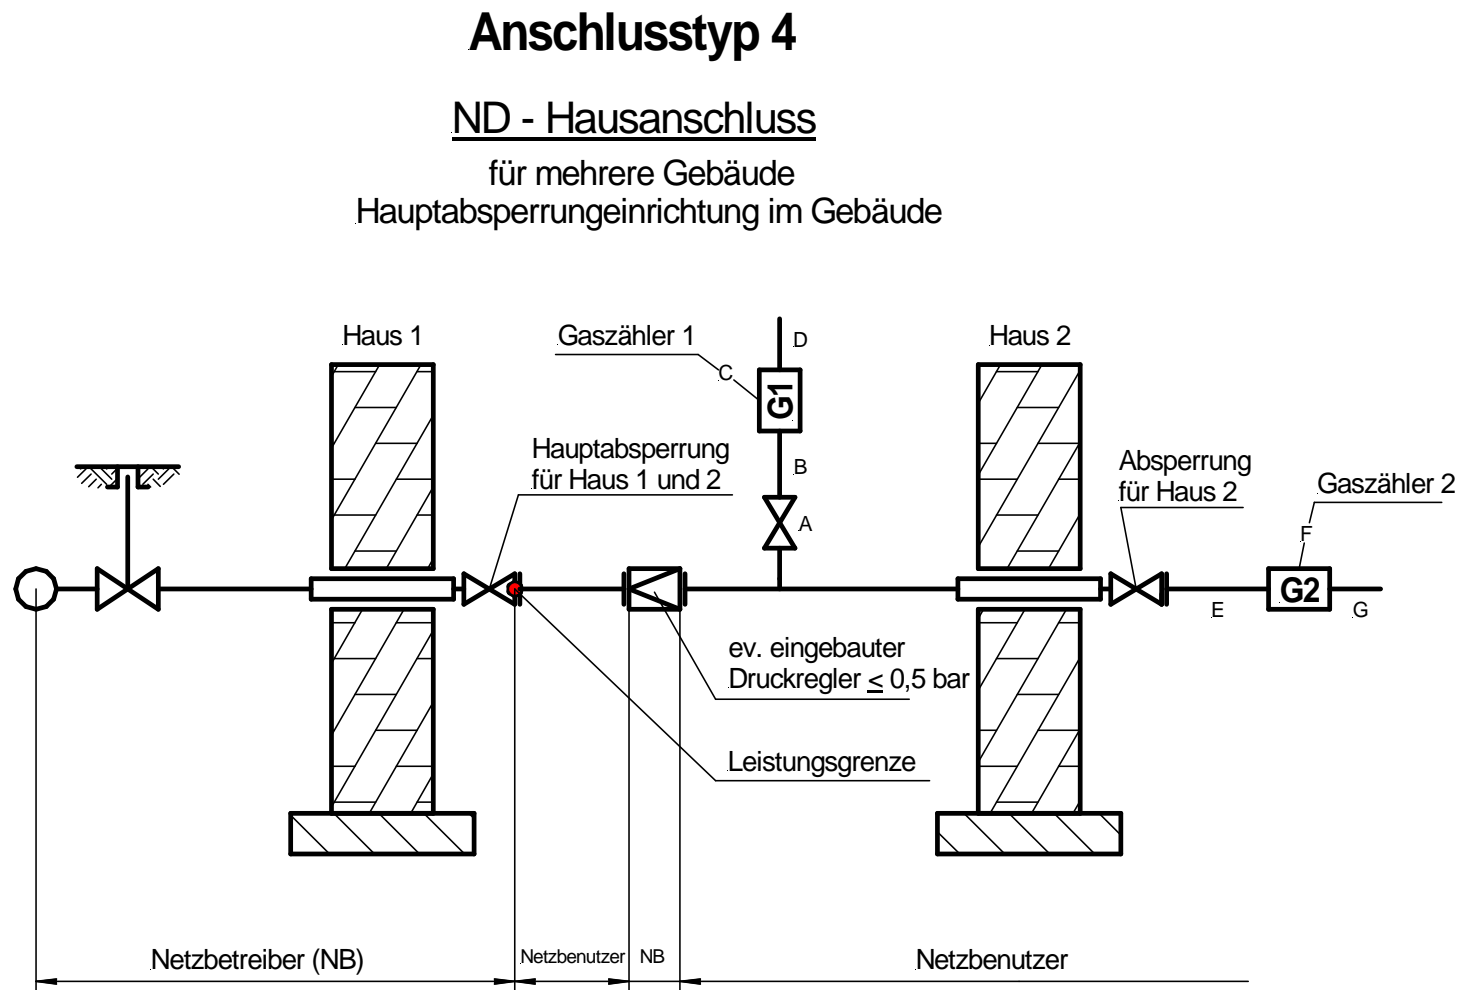 Anschlusstyp 4
ND - Hausanschluss
für mehrere Gebäude
Hauptabsperrungeinrichtung im Gebäude
Haus 1
Gaszähler 1
D
Haus 2
C
G1
Hauptabsperrung
für Haus 1 und 2
B
Absperrung
für Haus 2
Gaszähler 2
A
F
G2
E
G
ev. eingebauter
Druckregler ≤ 0,5 bar
Leistungsgrenze
Netzbetreiber (NB)
Netzbenutzer
NB
Netzbenutzer